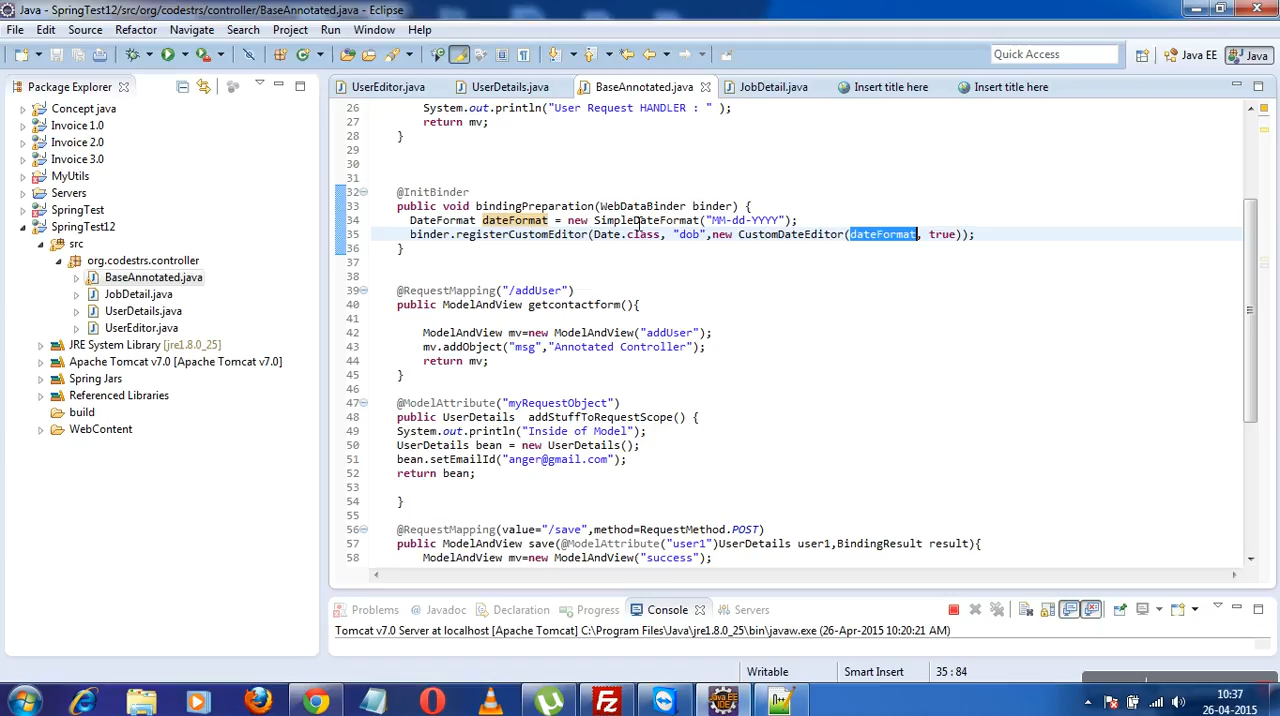 Java - SpringTest12/src/org/codestrs/controller/BaseAnnotated.java - Eclipse
File Edit Source Refactor Navigate Search Project Run Window Help
Quick Access
Java EE
Java
Package Explorer
UserEditor.java
UserDetails.java
BaseAnnotated.java
JobDetail.java
Insert title here
Insert title here
Concept java
Invoice 1.0
Invoice 2.0
Invoice 3.0
MyUtils
Servers
SpringTest
SpringTest12
src
org.codestrs.controller
BaseAnnotated.java
JobDetail.java
UserDetails.java
UserEditor.java
JRE System Library [jre1.8.0_25]
Apache Tomcat v7.0 [Apache Tomcat v7.0]
Spring Jars
Referenced Libraries
build
WebContent
26 System.out.println("User Request HANDLER : " );
27 return mv;
28 }
29
30
31
32 @InitBinder
33 public void bindingPreparation(WebDataBinder binder) {
34 DateFormat dateFormat = new SimpleDateFormat("MM-dd-YYYY");
35 binder.registerCustomEditor(Date.class, "dob",new CustomDateEditor(dateFormat, true));
36 }
37
38
39 @RequestMapping("/addUser")
40 public ModelAndView getcontactform(){
41
42 ModelAndView mv=new ModelAndView("addUser");
43 mv.addObject("msg","Annotated Controller");
44 return mv;
45 }
46
47 @ModelAttribute("myRequestObject")
48 public UserDetails addStuffToRequestScope() {
49 System.out.println("Inside of Model");
50 UserDetails bean = new UserDetails();
51 bean.setEmailId("anger@gmail.com");
52 return bean;
53
54 }
55
56 @RequestMapping(value="/save",method=RequestMethod.POST)
57 public ModelAndView save(@ModelAttribute("user1")UserDetails user1,BindingResult result){
58 ModelAndView mv=new ModelAndView("success");
Problems
Javadoc
Declaration
Progress
Console
Servers
Tomcat v7.0 Server at localhost [Apache Tomcat] C:\Program Files\Java\jre1.8.0_25\bin\javaw.exe (26-Apr-2015 10:20:21 AM)
Writable
Smart Insert
35 : 84
10:37
26-04-2015